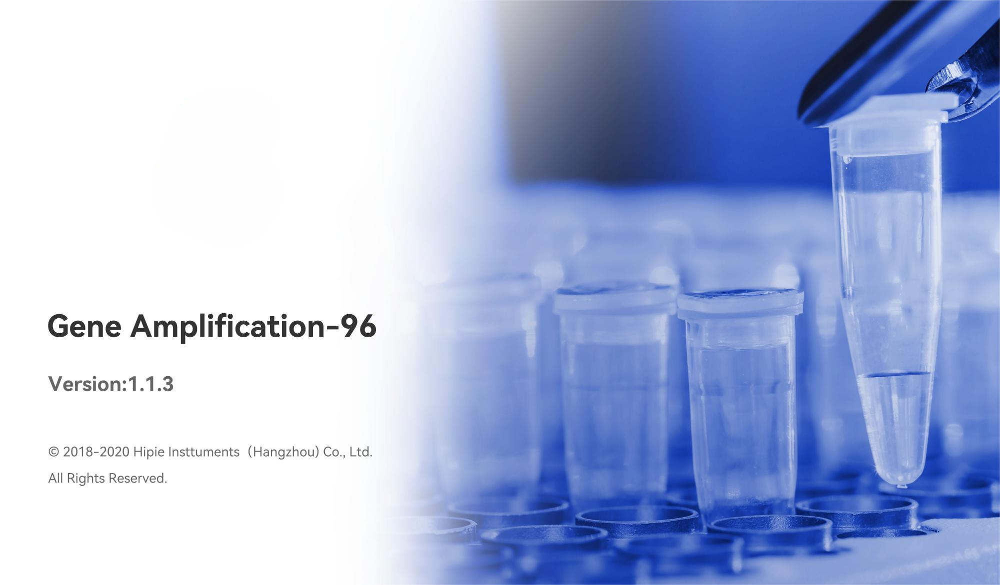 Gene Amplification-96
Version:1.1.3
© 2018-2020 Hipie Insttuments（Hangzhou) Co., Ltd.
All Rights Reserved.